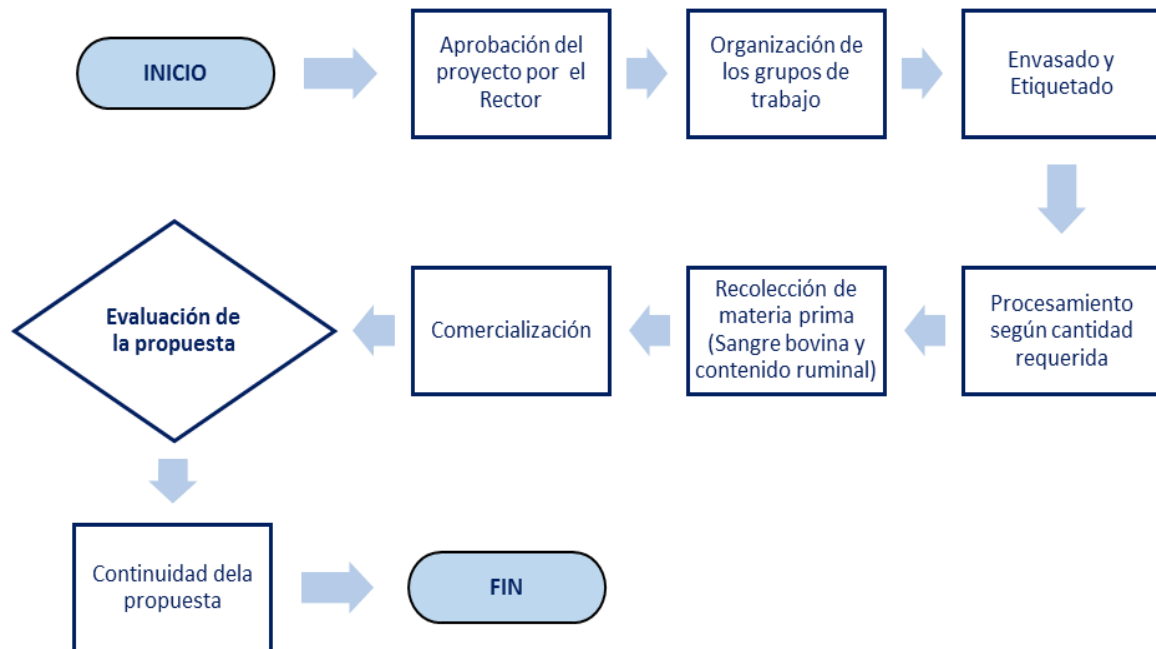 INICIO
Aprobación del
proyecto por el
Rector
Organización de
los grupos de
trabajo
Envasado y
Etiquetado
Procesamiento
según cantidad
requerida
Recolección de
materia prima
(Sangre bovina y
contenido ruminal)
Comercialización
Evaluación de
la propuesta
Continuidad dela
propuesta
FIN